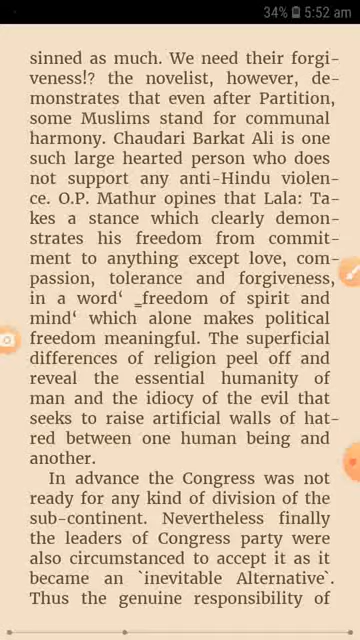 34% 5:52 am
sinned as much. We need their forgi-
veness!? the novelist, however, de-
monstrates that even after Partition,
some Muslims stand for communal
harmony. Chaudari Barkat Ali is one
such large hearted person who does
not support any anti-Hindu violen-
ce. O.P. Mathur opines that Lala: Ta-
kes a stance which clearly demon-
strates his freedom from commit-
ment to anything except love, com-
passion, tolerance and forgiveness,
in a word‘ ‗freedom of spirit and
mind‘ which alone makes political
freedom meaningful. The superficial
differences of religion peel off and
reveal the essential humanity of
man and the idiocy of the evil that
seeks to raise artificial walls of hat-
red between one human being and
another.
In advance the Congress was not
ready for any kind of division of the
sub-continent. Nevertheless finally
the leaders of Congress party were
also circumstanced to accept it as it
became an `inevitable Alternative`.
Thus the genuine responsibility of